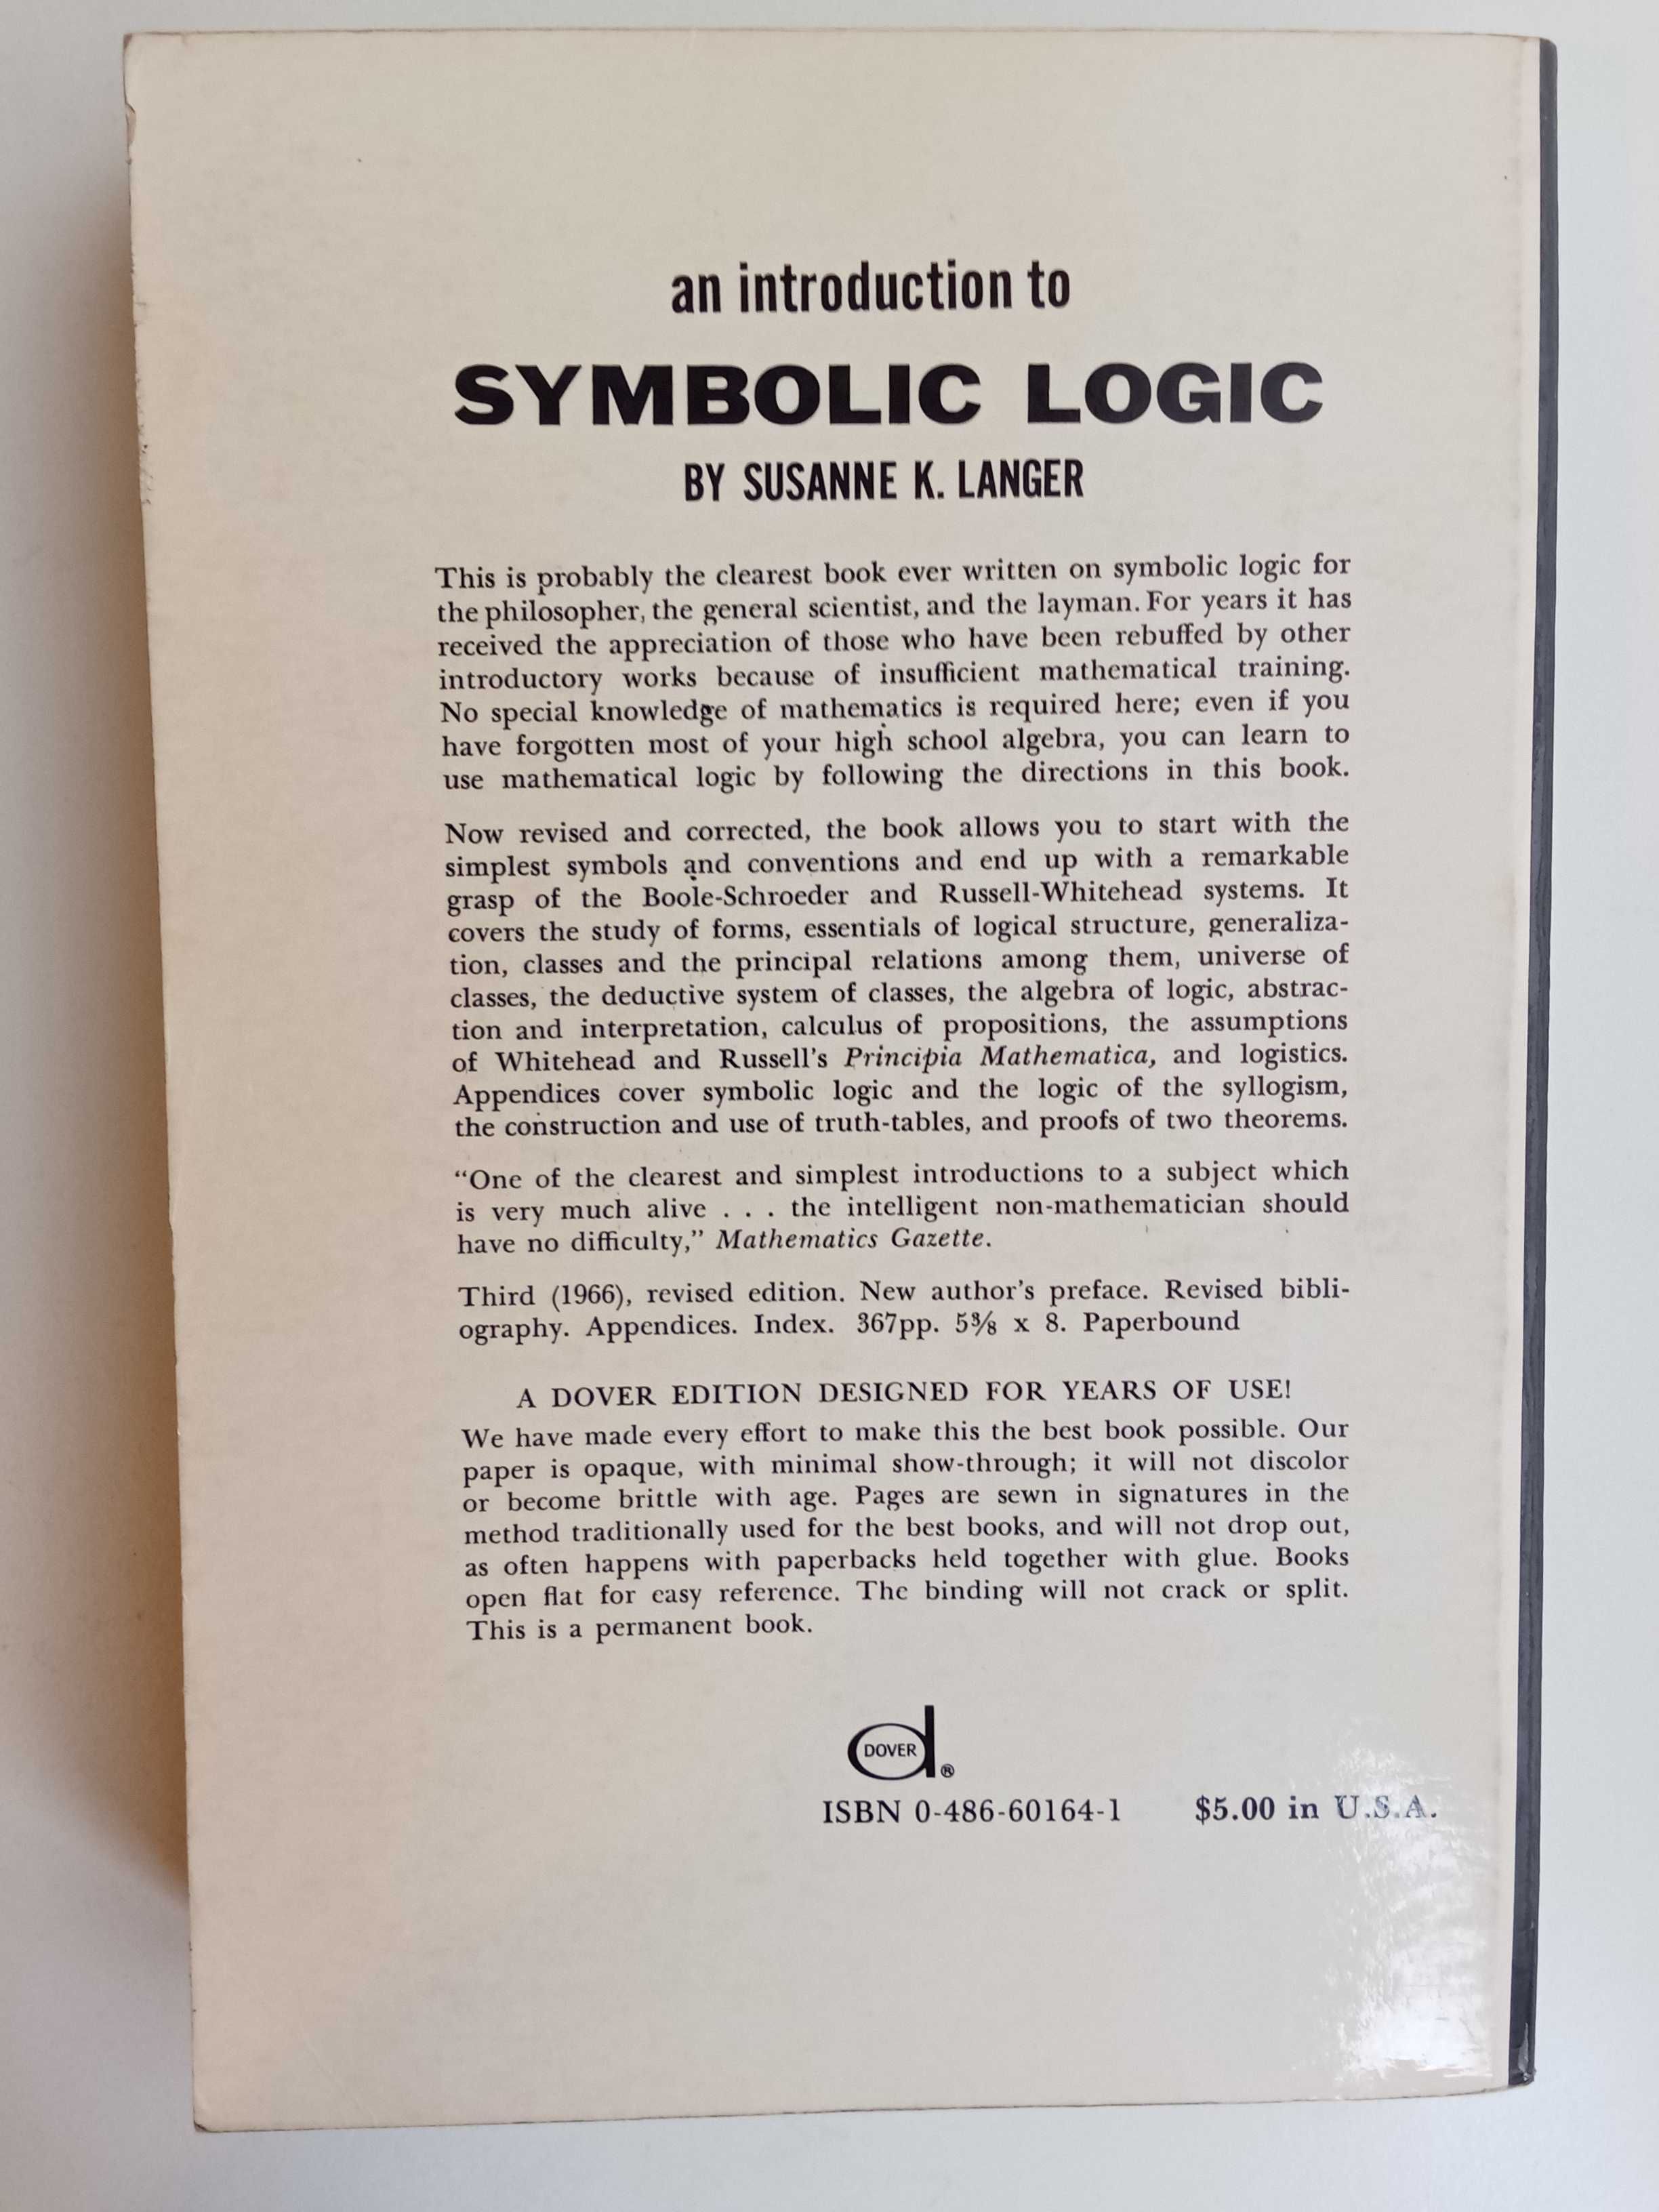 an introduction to
SYMBOLIC LOGIC
BY SUSANNE K. LANGER
This is probably the clearest book ever written on symbolic logic for
the philosopher, the general scientist, and the layman. For years it has
received the appreciation of those who have been rebuffed by other
introductory works because of insufficient mathematical training.
No special knowledge of mathematics is required here; even if you
have forgotten most of your high school algebra, you can learn to
use mathematical logic by following the directions in this book.
Now revised and corrected, the book allows you to start with the
simplest symbols and conventions and end up with a remarkable
grasp of the Boole-Schroeder and Russell-Whitehead systems. It
covers the study of forms, essentials of logical structure, generaliza-
tion, classes and the principal relations among them, universe of
classes, the deductive system of classes, the algebra of logic, abstrac-
tion and interpretation, calculus of propositions, the assumptions
of Whitehead and Russell's Principia Mathematica, and logistics.
Appendices cover symbolic logic and the logic of the syllogism,
the construction and use of truth-tables, and proofs of two theorems.
“One of the clearest and simplest introductions to a subject which
is very much alive . . . the intelligent non-mathematician should
have no difficulty,” Mathematics Gazette.
Third (1966), revised edition. New author's preface. Revised bibli-
ography. Appendices. Index. 367pp. 5⅜ x 8. Paperbound
A DOVER EDITION DESIGNED FOR YEARS OF USE!
We have made every effort to make this the best book possible. Our
paper is opaque, with minimal show-through; it will not discolor
or become brittle with age. Pages are sewn in signatures in the
method traditionally used for the best books, and will not drop out,
as often happens with paperbacks held together with glue. Books
open flat for easy reference. The binding will not crack or split.
This is a permanent book.
DOVER ®
ISBN 0-486-60164-1 $5.00 in U.S.A.